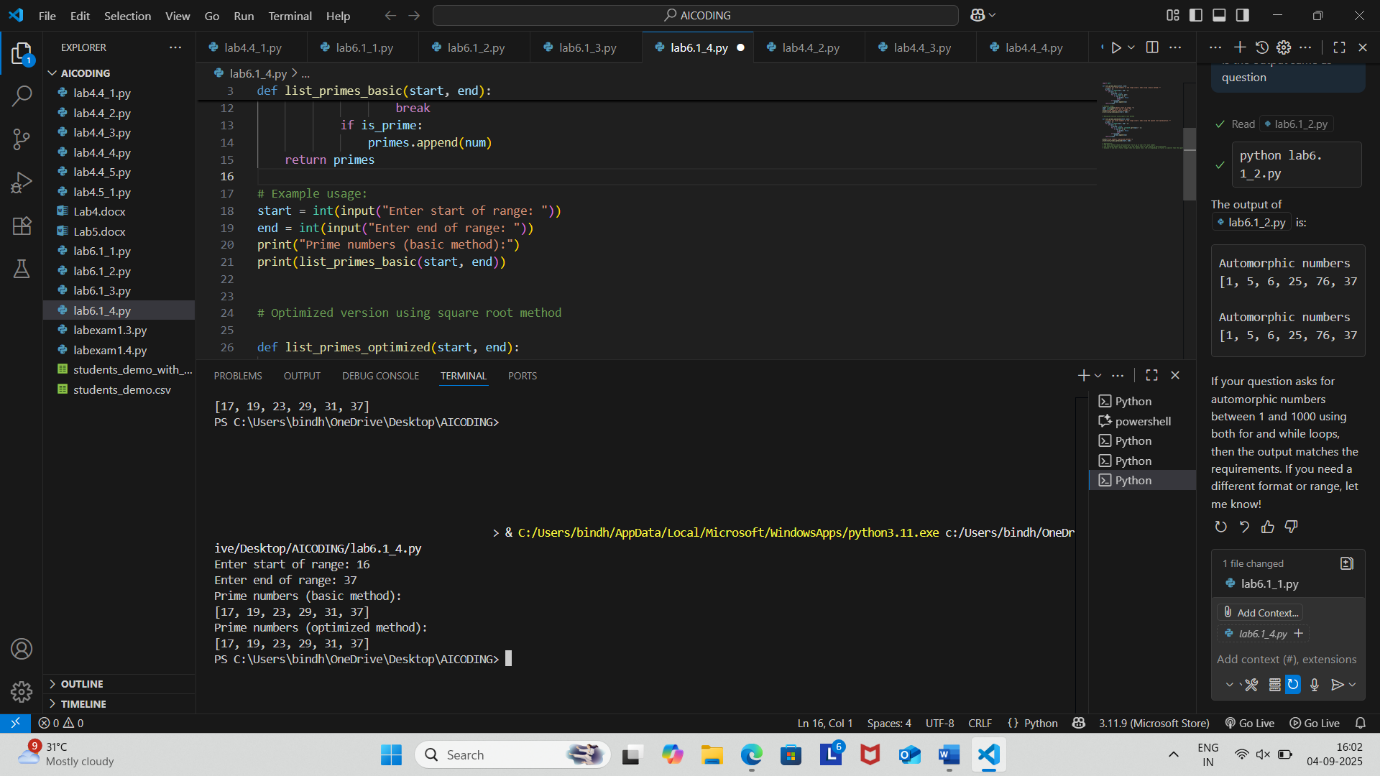 File Edit Selection View Go Run Terminal Help
AICODING
EXPLORER
lab4.4_1.py
lab6.1_1.py
lab6.1_2.py
lab6.1_3.py
lab6.1_4.py
lab4.4_2.py
lab4.4_3.py
lab4.4_4.py
1
AICODING
lab4.4_1.py
lab4.4_2.py
lab4.4_3.py
lab4.4_4.py
lab4.4_5.py
lab4.5_1.py
Lab4.docx
Lab5.docx
lab6.1_1.py
lab6.1_2.py
lab6.1_3.py
lab6.1_4.py
labexam1.3.py
labexam1.4.py
students_demo_with_...
students_demo.csv
OUTLINE
TIMELINE
lab6.1_4.py > ...
3 def list_primes_basic(start, end):
12 break
13 if is_prime:
14 primes.append(num)
15 return primes
16
17 # Example usage:
18 start = int(input("Enter start of range: "))
19 end = int(input("Enter end of range: "))
20 print("Prime numbers (basic method):")
21 print(list_primes_basic(start, end))
22
23
24 # Optimized version using square root method
25
26 def list_primes_optimized(start, end):
PROBLEMS OUTPUT DEBUG CONSOLE TERMINAL PORTS
[17, 19, 23, 29, 31, 37]
PS C:\Users\bindh\OneDrive\Desktop\AICODING>
> & C:/Users/bindh/AppData/Local/Microsoft/WindowsApps/python3.11.exe c:/Users/bindh/OneDr
ive/Desktop/AICODING/lab6.1_4.py
Enter start of range: 16
Enter end of range: 37
Prime numbers (basic method):
[17, 19, 23, 29, 31, 37]
Prime numbers (optimized method):
[17, 19, 23, 29, 31, 37]
PS C:\Users\bindh\OneDrive\Desktop\AICODING>
Python
powershell
Python
Python
Python
question
Read lab6.1_2.py
python lab6.
1_2.py
The output of
lab6.1_2.py is:
Automorphic numbers
[1, 5, 6, 25, 76, 37
Automorphic numbers
[1, 5, 6, 25, 76, 37
If your question asks for
automorphic numbers
between 1 and 1000 using
both for and while loops,
then the output matches the
requirements. If you need a
different format or range, let
me know!
1 file changed
lab6.1_1.py
Add Context...
lab6.1_4.py +
Add context (#), extensions
0 0
Ln 16, Col 1 Spaces: 4 UTF-8 CRLF {} Python 3.11.9 (Microsoft Store) Go Live Go Live
9
31°C
Mostly cloudy
Search
L 6
W
ENG
IN
16:02
04-09-2025